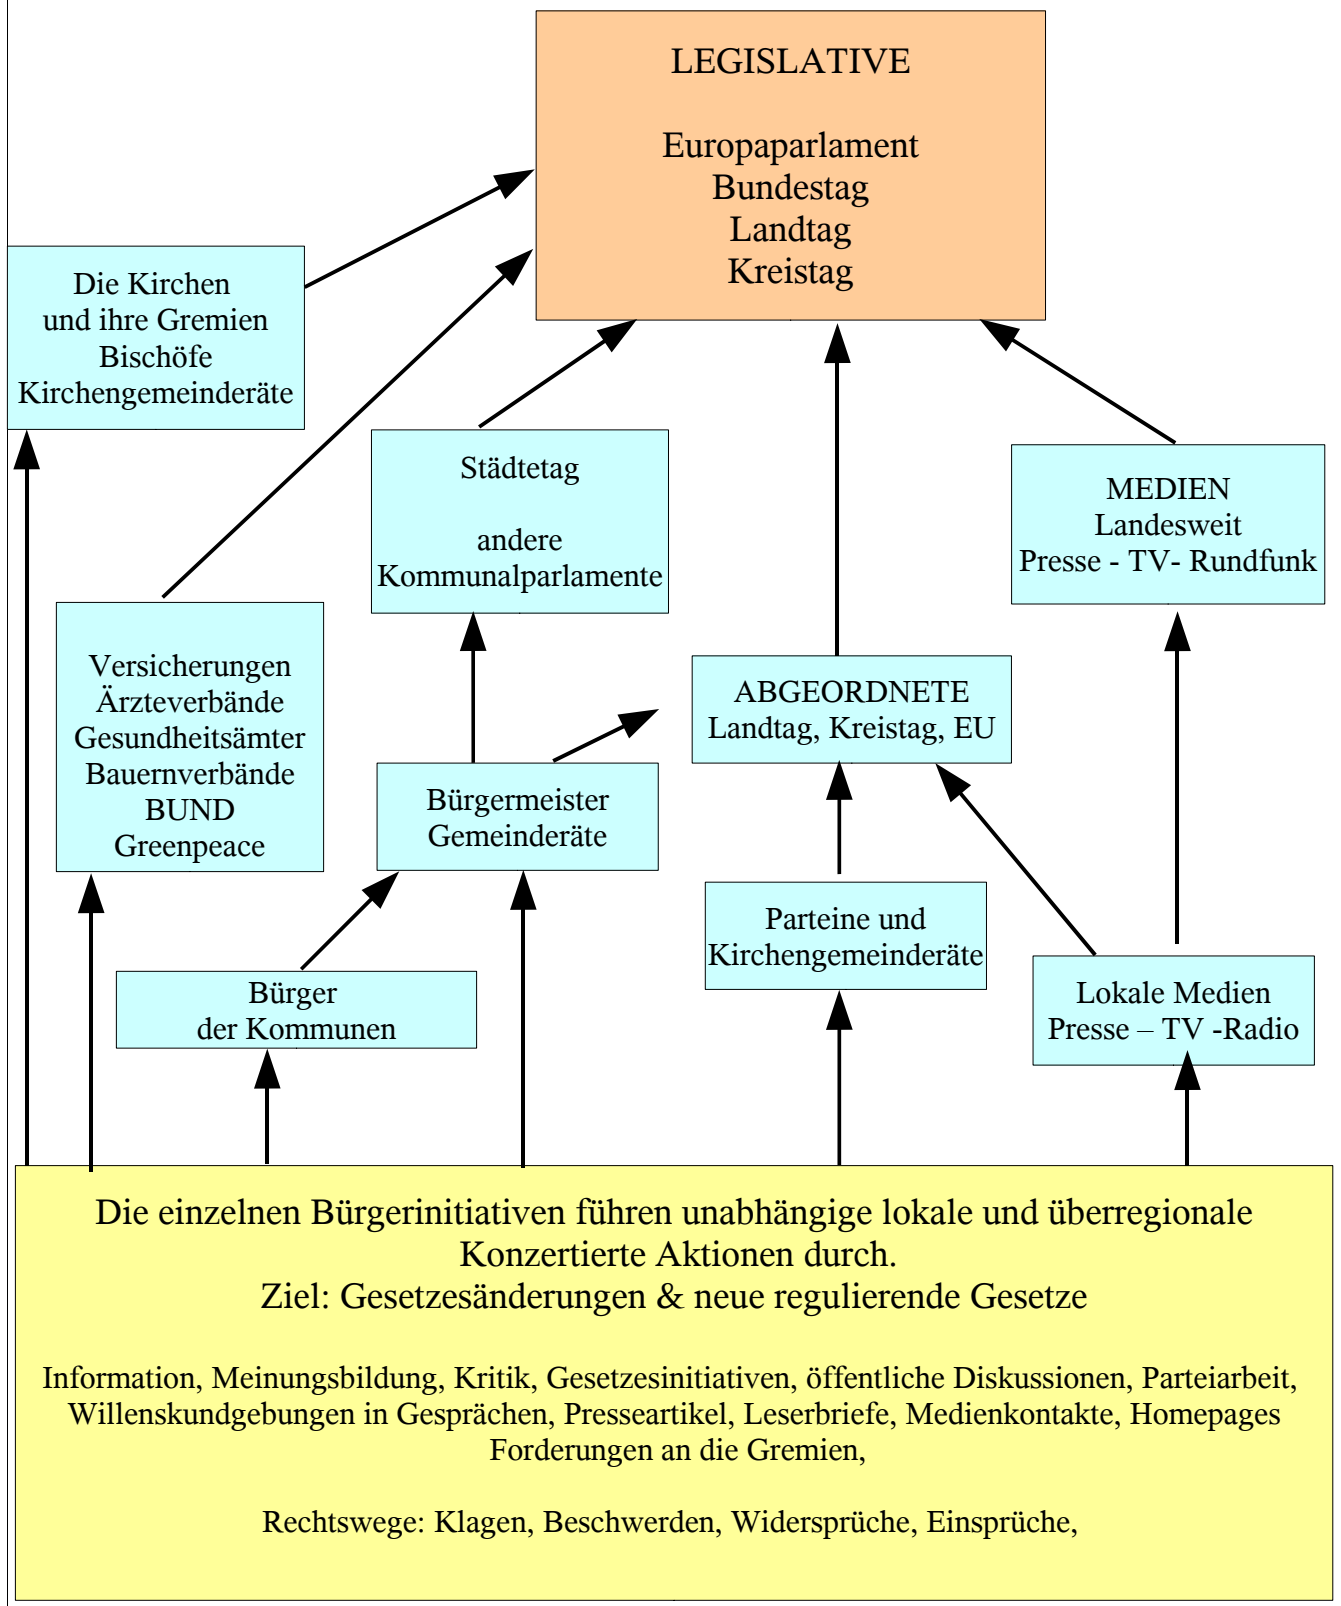 LEGISLATIVE
Europaparlament
Bundestag
Landtag
Kreistag
Die Kirchen
und ihre Gremien
Bischöfe
Kirchengemeinderäte
Städtetag
andere
Kommunalparlamente
MEDIEN
Landesweit
Presse - TV- Rundfunk
Versicherungen
Ärzteverbände
Gesundheitsämter
Bauernverbände
BUND
Greenpeace
ABGEORDNETE
Landtag, Kreistag, EU
Bürgermeister
Gemeinderäte
Parteine und
Kirchengemeinderäte
Bürger
der Kommunen
Lokale Medien
Presse – TV -Radio
Die einzelnen Bürgerinitiativen führen unabhängige lokale und überregionale
Konzertierte Aktionen durch.
Ziel: Gesetzesänderungen & neue regulierende Gesetze
Information, Meinungsbildung, Kritik, Gesetzesinitiativen, öffentliche Diskussionen, Parteiarbeit,
Willenskundgebungen in Gesprächen, Presseartikel, Leserbriefe, Medienkontakte, Homepages
Forderungen an die Gremien,
Rechtswege: Klagen, Beschwerden, Widersprüche, Einsprüche,